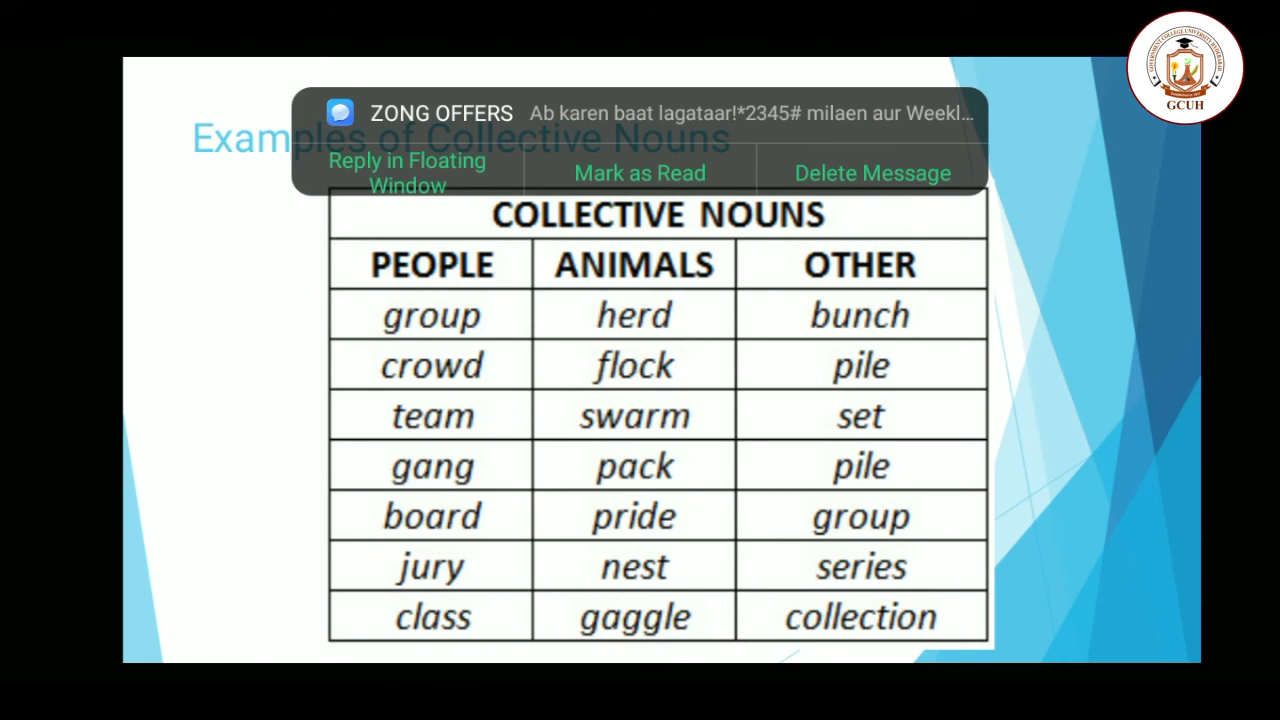 GCUH
ZONG OFFERS Ab karen baat lagataar!*2345# milaen aur Weekl...
Examples of Collective Nouns
Reply in Floating Window Mark as Read Delete Message
COLLECTIVE NOUNS
PEOPLE ANIMALS OTHER
group herd bunch
crowd flock pile
team swarm set
gang pack pile
board pride group
jury nest series
class gaggle collection